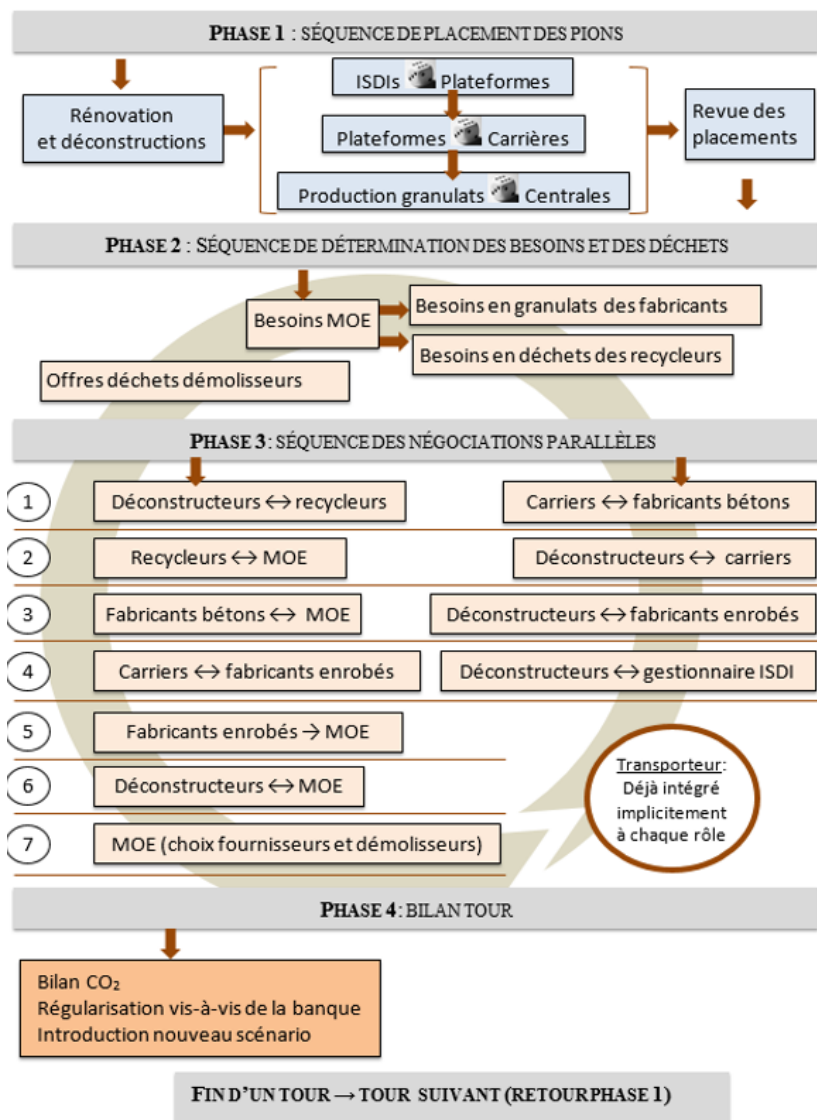 PHASE 1 : SÉQUENCE DE PLACEMENT DES PIONS
Rénovation
et déconstructions
ISDIs Plateformes
Plateformes Carrières
Production granulats Centrales
Revue des
placements
PHASE 2 : SÉQUENCE DE DÉTERMINATION DES BESOINS ET DES DÉCHETS
Besoins MOE
Besoins en granulats des fabricants
Besoins en déchets des recycleurs
Offres déchets démolisseurs
PHASE 3: SÉQUENCE DES NÉGOCIATIONS PARALLÈLES
1 Déconstructeurs ↔ recycleurs Carriers ↔ fabricants bétons
2 Recycleurs ↔ MOE Déconstructeurs ↔ carriers
3 Fabricants bétons ↔ MOE Déconstructeurs ↔ fabricants enrobés
4 Carriers ↔ fabricants enrobés Déconstructeurs ↔ gestionnaire ISDI
5 Fabricants enrobés → MOE
6 Déconstructeurs ↔ MOE
7 MOE (choix fournisseurs et démolisseurs)
Transporteur:
Déjà intégré
implicitement
à chaque rôle
PHASE 4: BILAN TOUR
Bilan CO₂
Régularisation vis-à-vis de la banque
Introduction nouveau scénario
FIN D'UN TOUR → TOUR SUIVANT (RETOUR PHASE 1)